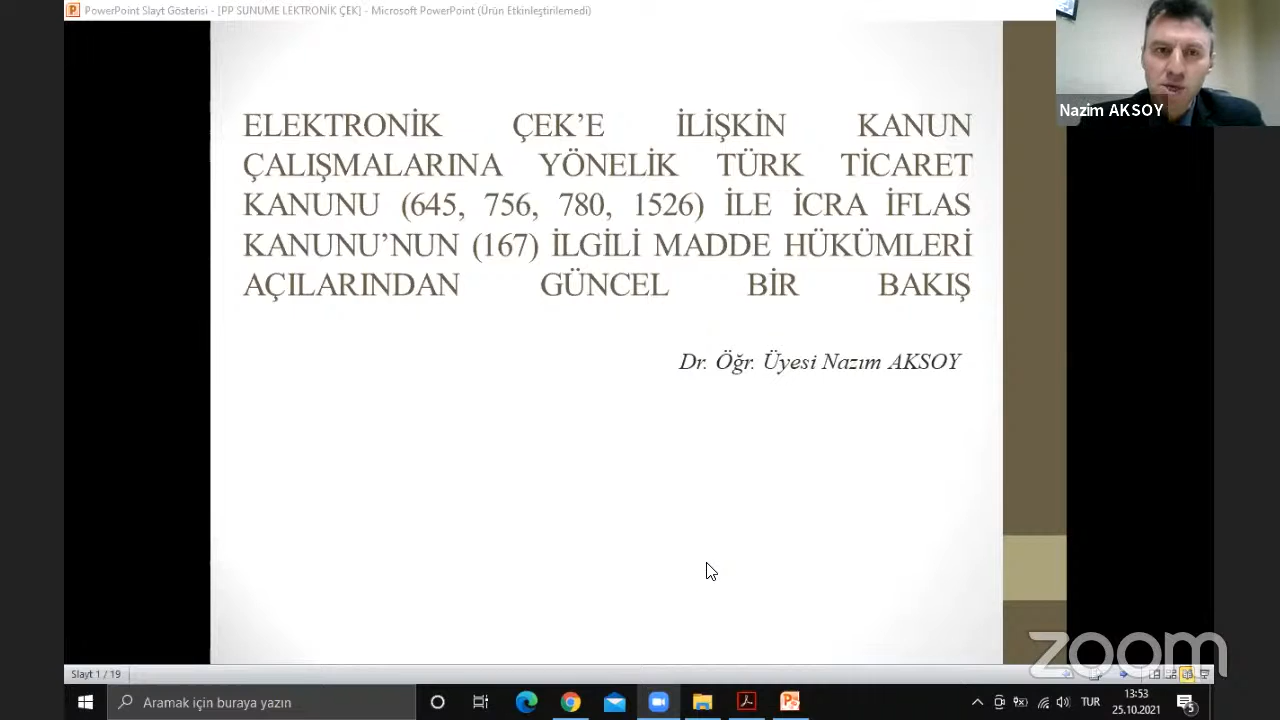 PowerPoint Slayt Gösterisi - [PP SUNUME LEKTRONİK ÇEK] - Microsoft PowerPoint (Ürün Etkinleştirilemedi)
Nazim AKSOY
ELEKTRONİK ÇEK’E İLİŞKİN KANUN
ÇALIŞMALARINA YÖNELİK TÜRK TİCARET
KANUNU (645, 756, 780, 1526) İLE İCRA İFLAS
KANUNU’NUN (167) İLGİLİ MADDE HÜKÜMLERİ
AÇILARINDAN GÜNCEL BİR BAKIŞ
Dr. Öğr. Üyesi Nazım AKSOY
zoom
Slayt 1 / 19
Aramak için buraya yazın
TUR
13:53
25.10.2021
5